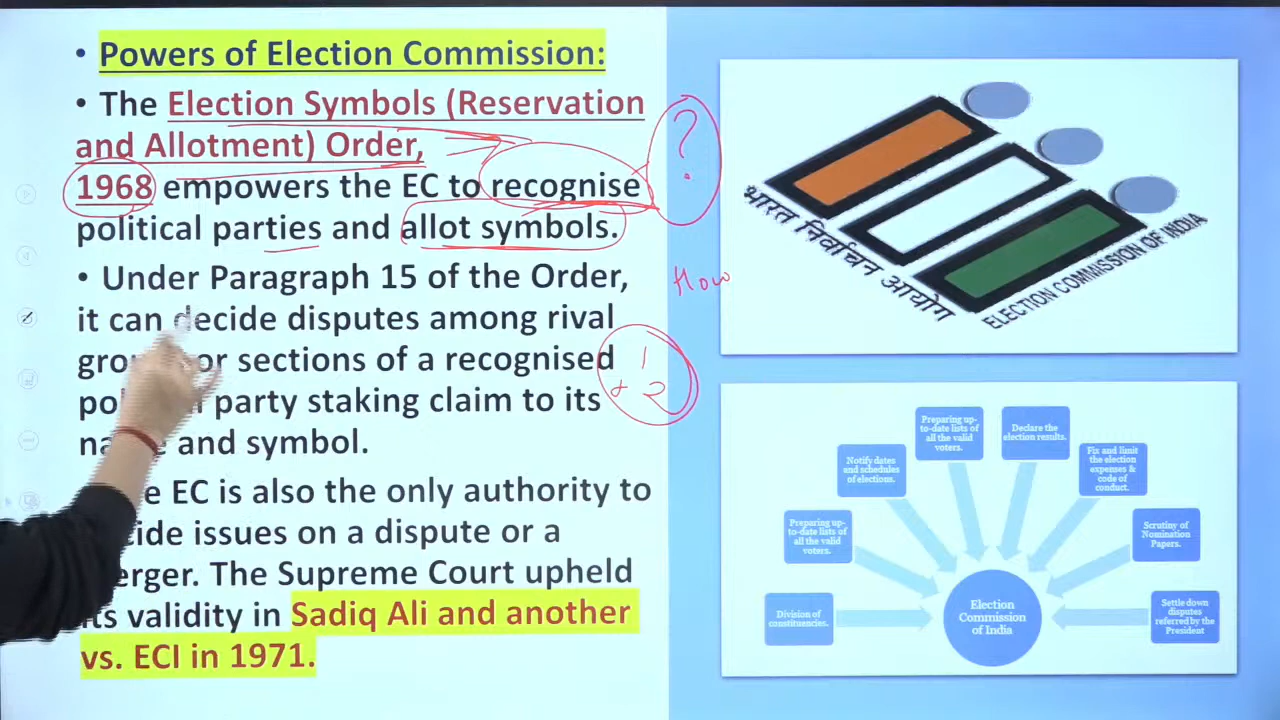 Powers of Election Commission:
The Election Symbols (Reservation
and Allotment) Order,
1968 empowers the EC to recognise
political parties and allot symbols.
Under Paragraph 15 of the Order,
it can decide disputes among rival
or sections of a recognised
party staking claim to its
and symbol.
EC is also the only authority to
issues on a dispute or a
The Supreme Court upheld
its validity in Sadiq Ali and another
vs. ECI in 1971.
?
How
1
2
भारत निर्वाचन आयोग
ELECTION COMMISSION OF INDIA
Division of
constituencies.
Preparing up-
to-date lists of
all the valid
voters.
Notify dates
and schedules
of elections.
Preparing up-
to-date lists of
all the valid
voters.
Declare the
election results.
Fix and limit
the election
expenses &
code of
conduct.
Scrutiny of
Nomination
Papers.
Settle down
disputes
referred by the
President
Election
Commission
of India